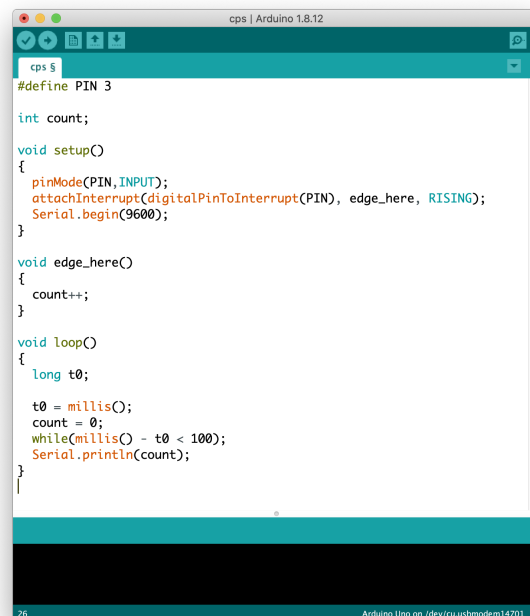 cps | Arduino 1.8.12
cps §
#define PIN 3
int count;
void setup()
{
pinMode(PIN,INPUT);
attachInterrupt(digitalPinToInterrupt(PIN), edge_here, RISING);
Serial.begin(9600);
}
void edge_here()
{
count++;
}
void loop()
{
long t0;
t0 = millis();
count = 0;
while(millis() - t0 < 100);
Serial.println(count);
}
26
Arduino Uno on /dev/cu.usbmodem14701